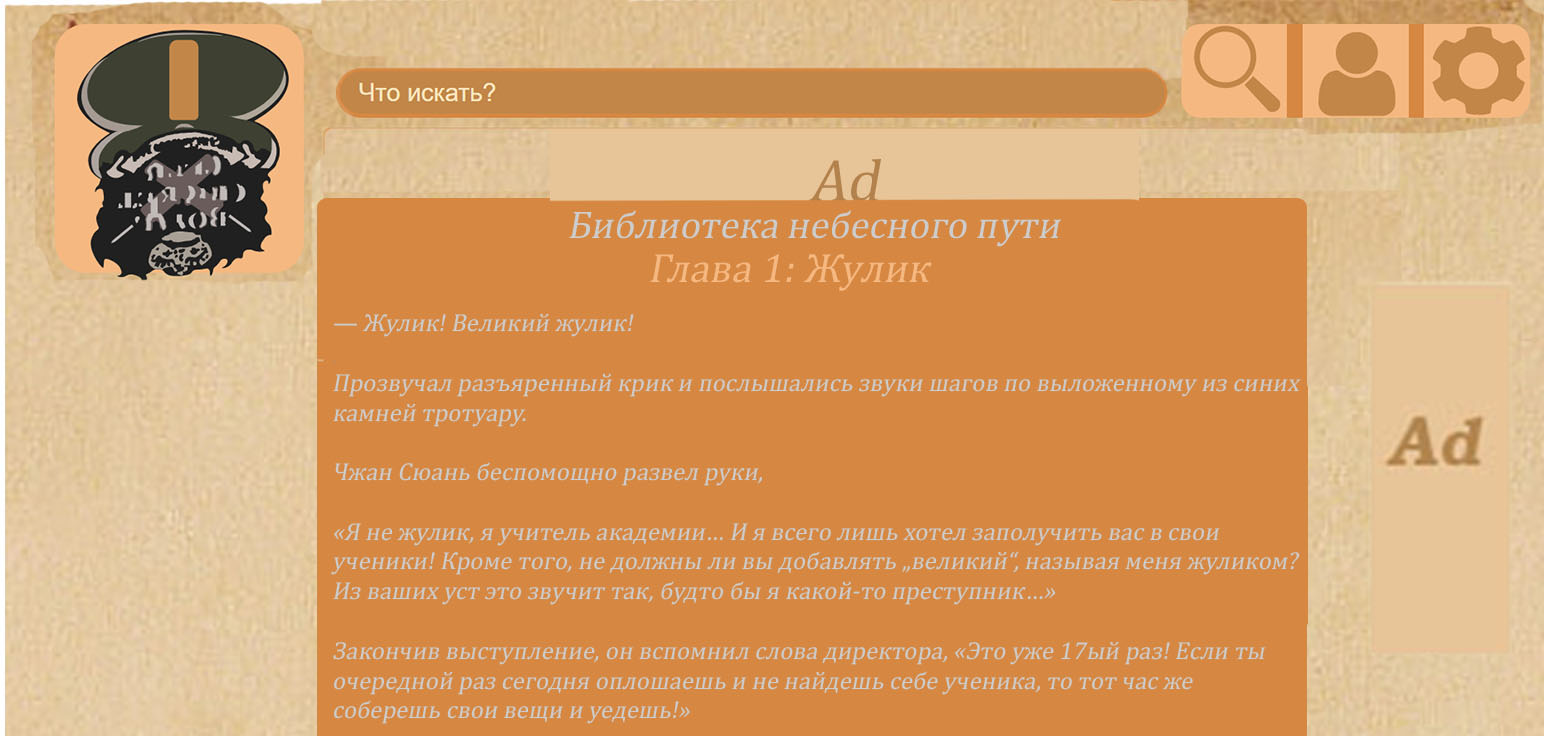 Что искать?
Ad
Библиотека небесного пути
Глава 1: Жулик
— Жулик! Великий жулик!
Прозвучал разъяренный крик и послышались звуки шагов по выложенному из синих
камней тротуару.
Чжан Сюань беспомощно развел руки,
«Я не жулик, я учитель академии... И я всего лишь хотел заполучить вас в свои
ученики! Кроме того, не должны ли вы добавлять „великий“, называя меня жуликом?
Из ваших уст это звучит так, будто бы я какой-то преступник...»
Закончив выступление, он вспомнил слова директора, «Это уже 17ый раз! Если ты
очередной раз сегодня оплошаешь и не найдешь себе ученика, то тот час же
соберешь свои вещи и уедешь!»
Ad